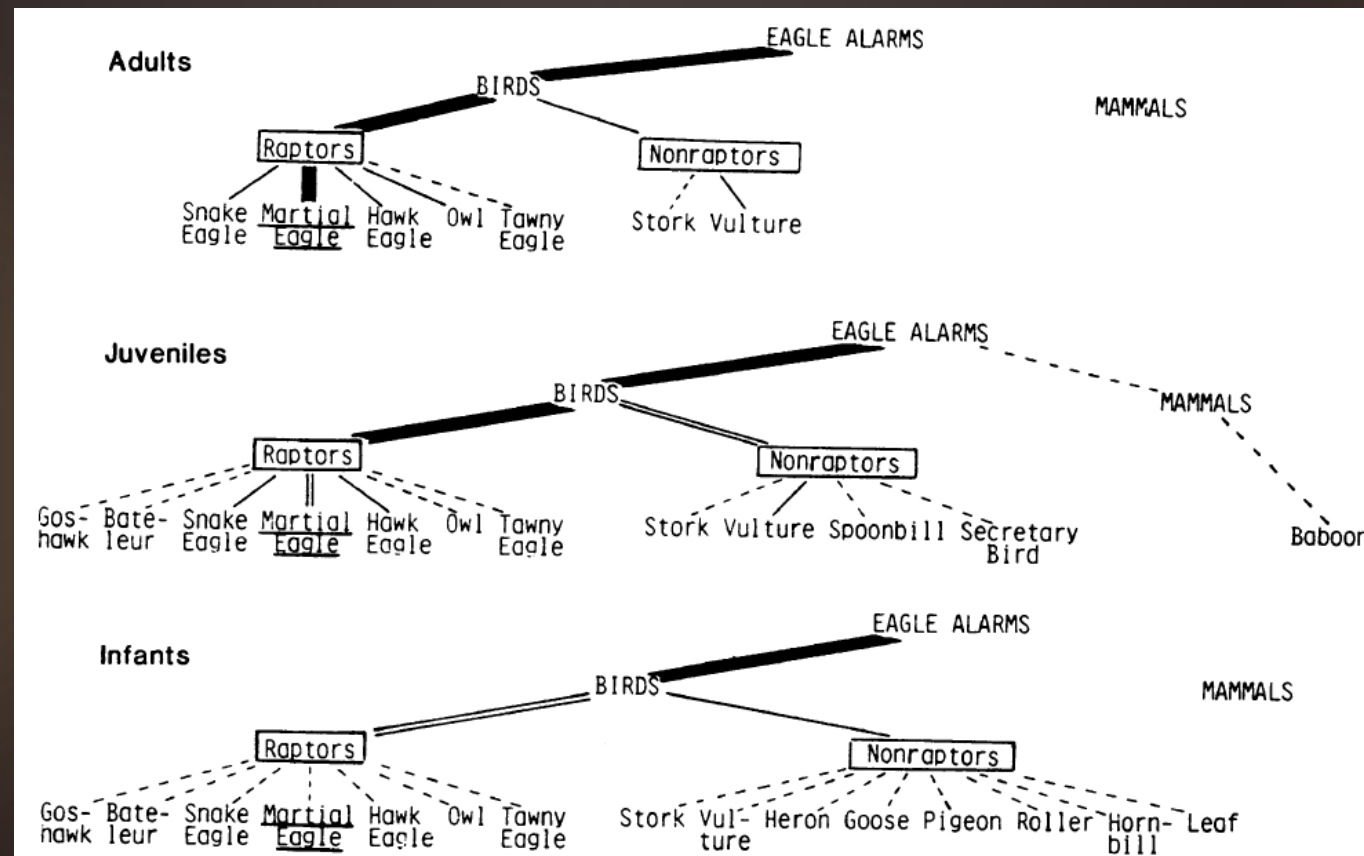 Adults
EAGLE ALARMS
BIRDS
MAMMALS
Raptors
Nonraptors
Snake Martial Hawk Owl Tawny
Eagle Eagle Eagle Eagle
Stork Vulture
Juveniles
EAGLE ALARMS
BIRDS
MAMMALS
Raptors
Nonraptors
Gos- Bate- Snake Martial Hawk Owl Tawny
hawk leur Eagle Eagle Eagle Eagle
Stork Vulture Spoonbill Secretary
Bird
Baboon
Infants
EAGLE ALARMS
BIRDS
MAMMALS
Raptors
Nonraptors
Gos- Bate- Snake Martial Hawk Owl Tawny
hawk leur Eagle Eagle Eagle Eagle
Stork Vul- Heron Goose Pigeon Roller Horn- Leaf
ture bill